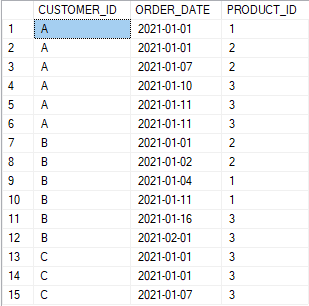 CUSTOMER_ID ORDER_DATE PRODUCT_ID
1 A 2021-01-01 1
2 A 2021-01-01 2
3 A 2021-01-07 2
4 A 2021-01-10 3
5 A 2021-01-11 3
6 A 2021-01-11 3
7 B 2021-01-01 2
8 B 2021-01-02 2
9 B 2021-01-04 1
10 B 2021-01-11 1
11 B 2021-01-16 3
12 B 2021-02-01 3
13 C 2021-01-01 3
14 C 2021-01-01 3
15 C 2021-01-07 3